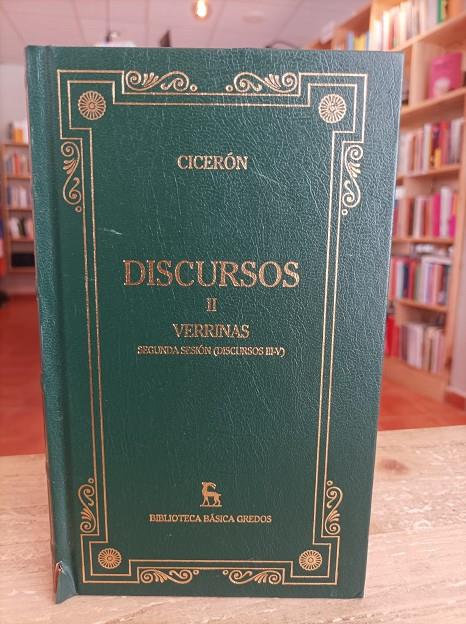 CICERÓN
DISCURSOS
II
VERRINAS
SEGUNDA SESIÓN (DISCURSOS III-V)
BIBLIOTECA BÁSICA GREDOS